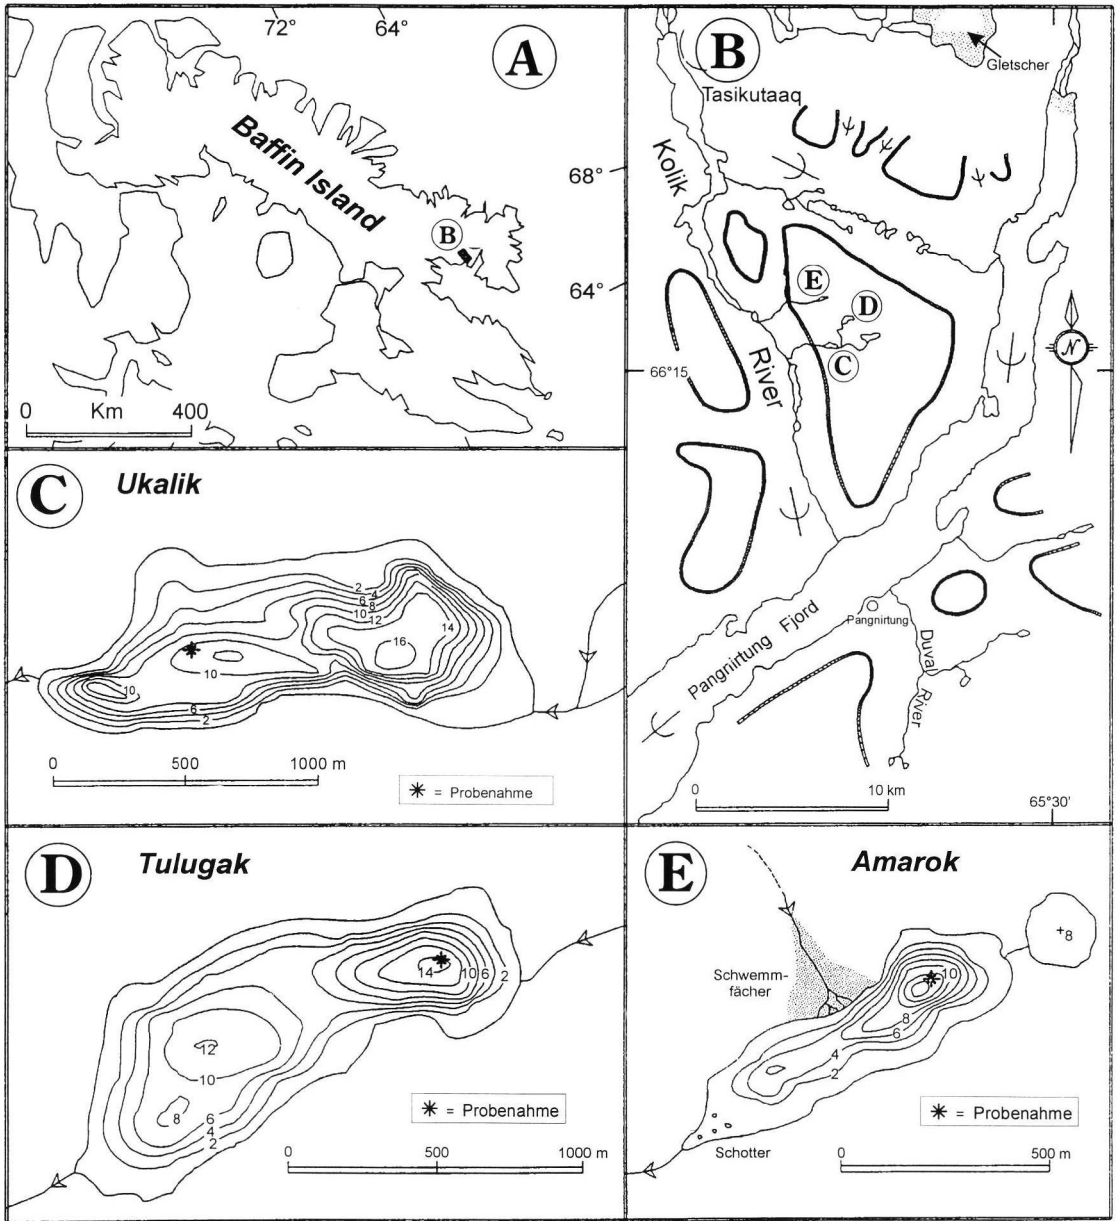 72°
64°
A
Baffin Island
B
68°
64°
0 Km 400
B
Gletscher
Tasikutaaq
Kolik
River
E
D
C
66°15
N
Pangnirtung Fjord
Pangnirtung
Duval
River
0 10 km
65°30'
C Ukalik
2
4
6
8
10
12
14
16
10
10
6
2
0 500 1000 m
✳ = Probenahme
D Tulugak
14
10
6
2
12
10
8
6
4
2
✳ = Probenahme
0 500 1000 m
E Amarok
8
Schwemm-
fächer
10
8
6
4
2
✳ = Probenahme
Schotter
0 500 m